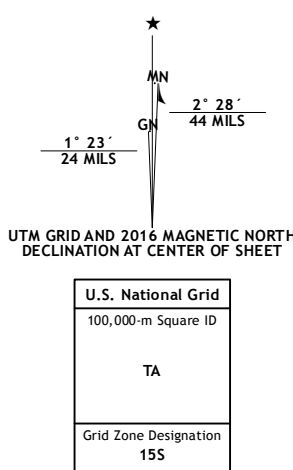 ★
MN
GN
2° 28´
44 MILS
1° 23´
24 MILS
UTM GRID AND 2016 MAGNETIC NORTH
DECLINATION AT CENTER OF SHEET
U.S. National Grid
100,000-m Square ID
TA
Grid Zone Designation
15S